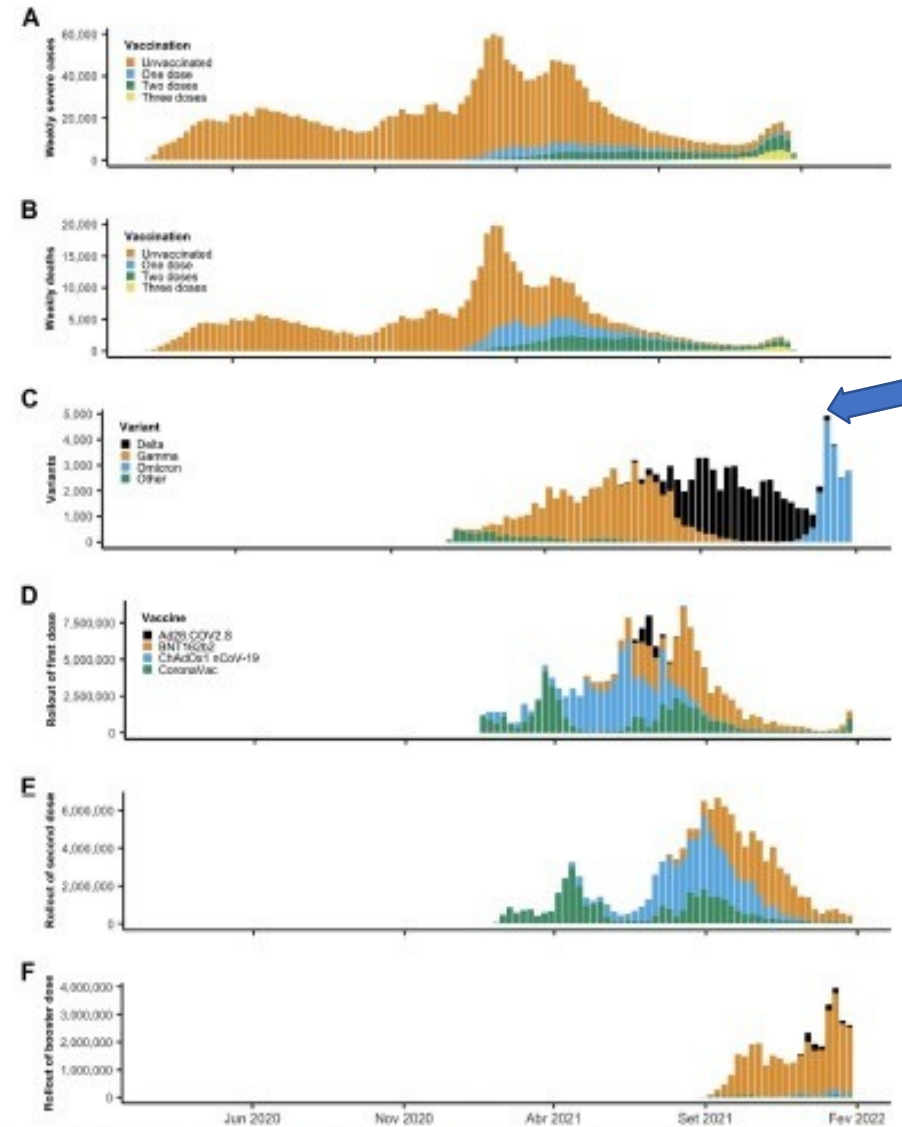 A
Weekly severe cases
60,000
40,000
20,000
0
Vaccination
Unvaccinated
One dose
Two doses
Three doses
B
Weekly deaths
20,000
15,000
10,000
5,000
0
Vaccination
Unvaccinated
One dose
Two doses
Three doses
C
Variants
5,000
4,000
3,000
2,000
1,000
0
Variant
Delta
Gamma
Omicron
Other
D
Rollout of first dose
7,500,000
5,000,000
2,500,000
0
Vaccine
Ad26.COV2.S
BNT162b2
ChAdOx1 nCoV-19
CoronaVac
E
Rollout of second dose
6,000,000
4,000,000
2,000,000
0
F
Rollout of booster dose
4,000,000
3,000,000
2,000,000
1,000,000
0
Jun 2020
Nov 2020
Abr 2021
Set 2021
Fev 2022